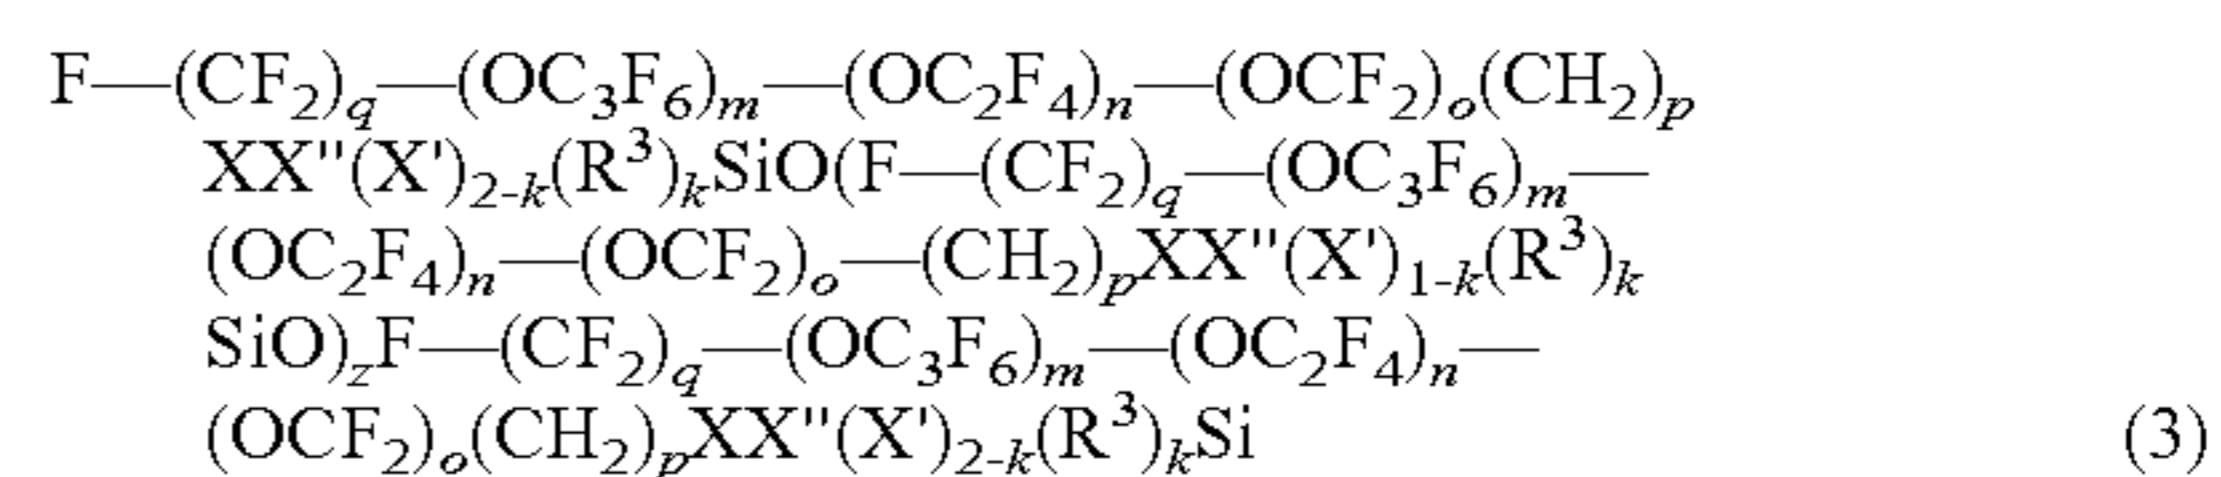 F—(CF₂)q—(OC₃F₆)m—(OC₂F₄)n—(OCF₂)o(CH₂)p
XX"(X')₂₋k(R³)kSiO(F—(CF₂)q—(OC₃F₆)m—
(OC₂F₄)n—(OCF₂)o—(CH₂)pXX"(X')₁₋k(R³)k
SiO)zF—(CF₂)q—(OC₃F₆)m—(OC₂F₄)n—
(OCF₂)o(CH₂)pXX"(X')₂₋k(R³)kSi (3)